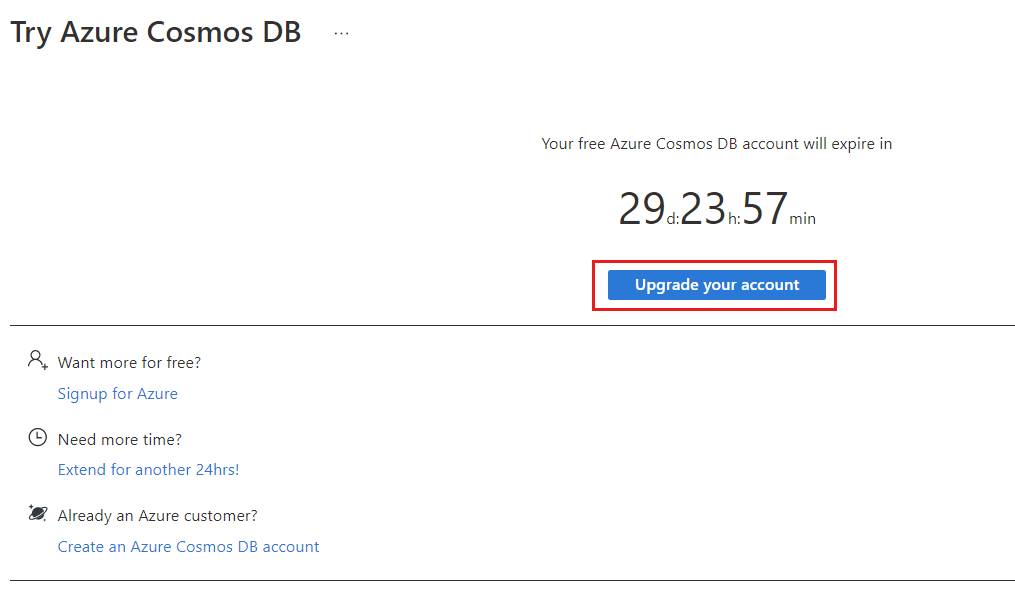 Try Azure Cosmos DB ...
Your free Azure Cosmos DB account will expire in
29d:23h:57min
Upgrade your account
Want more for free?
Signup for Azure
Need more time?
Extend for another 24hrs!
Already an Azure customer?
Create an Azure Cosmos DB account